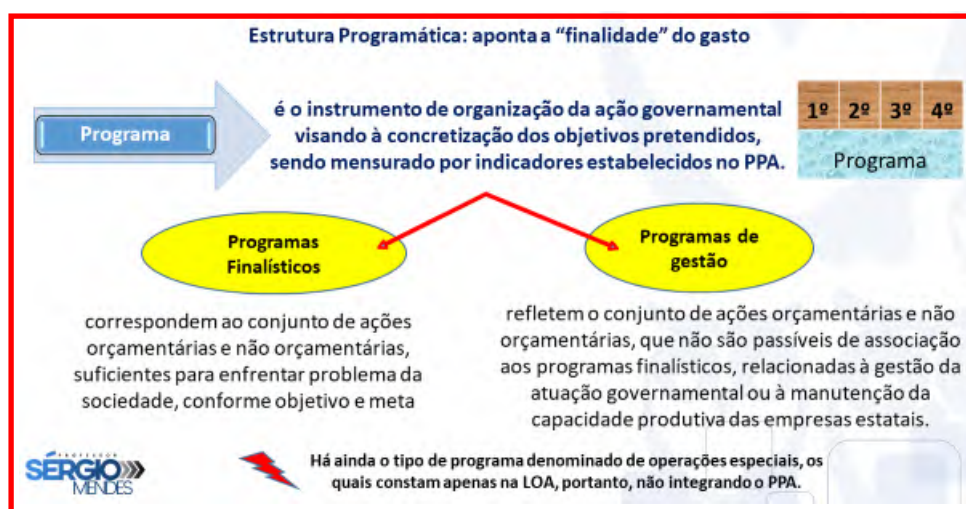 Estrutura Programática: aponta a “finalidade” do gasto
Programa
é o instrumento de organização da ação governamental
visando à concretização dos objetivos pretendidos,
sendo mensurado por indicadores estabelecidos no PPA.
1º 2º 3º 4º
Programa
Programas
Finalísticos
Programas de
gestão
correspondem ao conjunto de ações
orçamentárias e não orçamentárias,
suficientes para enfrentar problema da
sociedade, conforme objetivo e meta
refletem o conjunto de ações orçamentárias e não
orçamentárias, que não são passíveis de associação
aos programas finalísticos, relacionadas à gestão da
atuação governamental ou à manutenção da
capacidade produtiva das empresas estatais.
PROFESSOR
SÉRGIO
MENDES
Há ainda o tipo de programa denominado de operações especiais, os
quais constam apenas na LOA, portanto, não integrando o PPA.